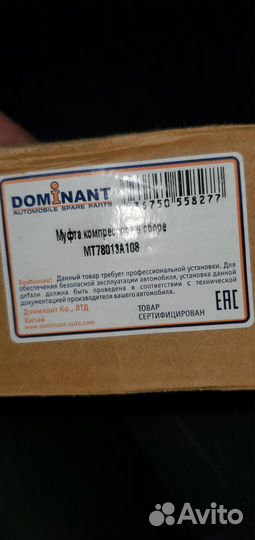 DOMINANT
AUTOMOBILE SPARE PARTS
750 558277
Муфта компрессора в сборе
MT78013A108
Внимание! Данный товар требует профессиональной установки. Для
обеспечения безопасной эксплуатации автомобиля, установка данной
детали должна быть проведена в соответствии с технической
документацией производителя вашего автомобиля.
Доминант Ко., ЛТД
Китай
www.dominant-auto.com
ТОВАР
СЕРТИФИЦИРОВАН
EAC
Avito